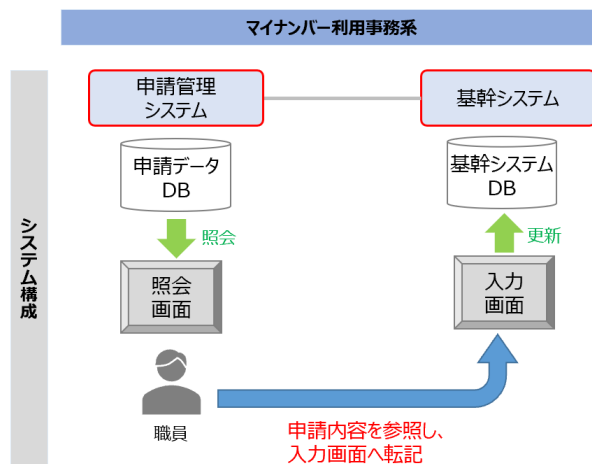 マイナンバー利用事務系
システム構成
申請管理
システム
基幹システム
申請データ
DB
基幹システム
DB
照会
更新
照会
画面
入力
画面
職員
申請内容を参照し、
入力画面へ転記